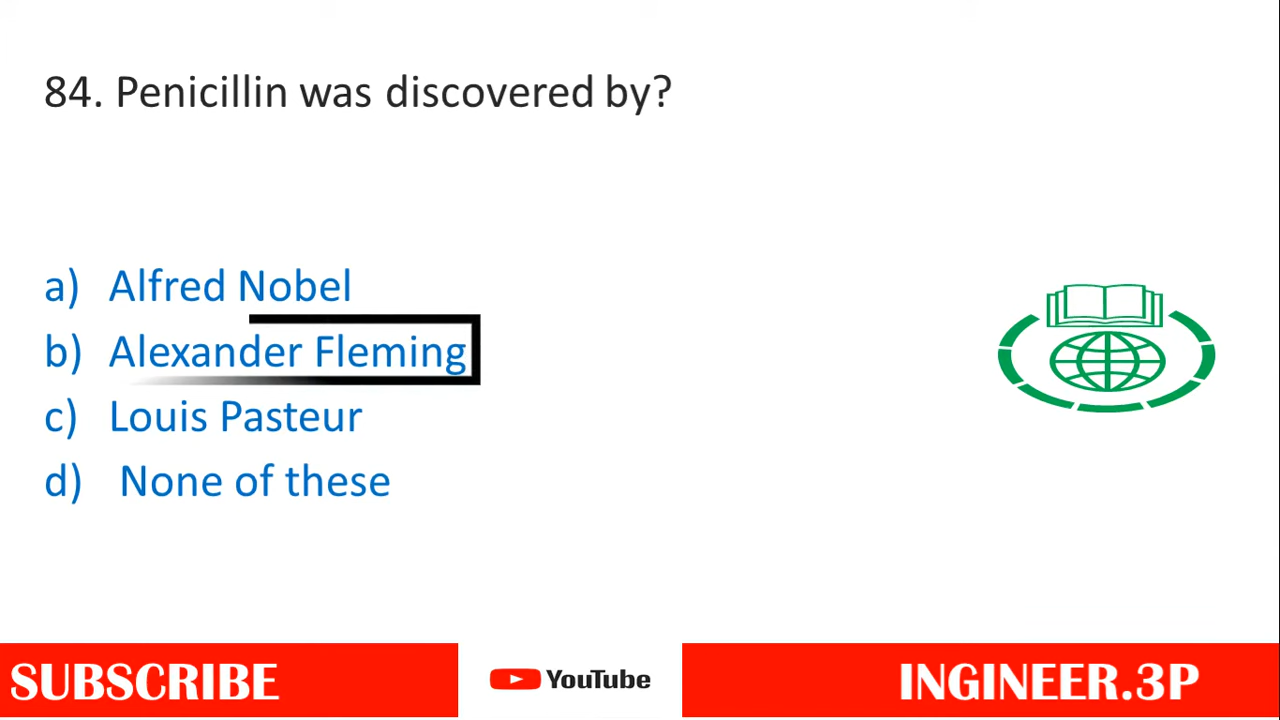 84. Penicillin was discovered by?
a) Alfred Nobel
b) Alexander Fleming
c) Louis Pasteur
d) None of these
SUBSCRIBE YouTube INGINEER.3P